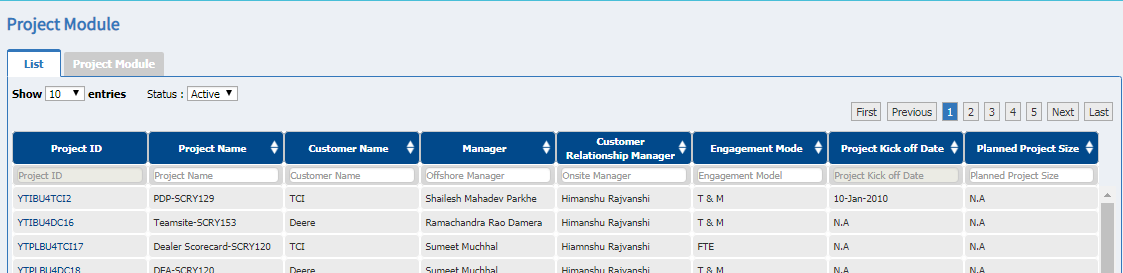 Project Module
List Project Module
Show 10 entries Status : Active
First Previous 1 2 3 4 5 Next Last
Project ID Project Name Customer Name Manager Customer Relationship Manager Engagement Mode Project Kick off Date Planned Project Size
Project ID Project Name Customer Name Offshore Manager Onsite Manager Engagement Model Project Kick off Date Planned Project Size
YTIBU4TCI2 PDP-SCRY129 TCI Shailesh Mahadev Parkhe Himanshu Rajvanshi T & M 10-Jan-2010 N.A
YTIBU4DC16 Teamsite-SCRY153 Deere Ramachandra Rao Damera Himanshu Rajvanshi T & M N.A N.A
YTPLBU4TCI17 Dealer Scorecard-SCRY120 TCI Sumeet Muchhal Hiamnshu Rajvanshi FTE N.A N.A
YTPLBU4DC18 DFA-SCRY120 Deere Sumeet Muchhal Himanshu Rajvanshi T & M N.A N.A